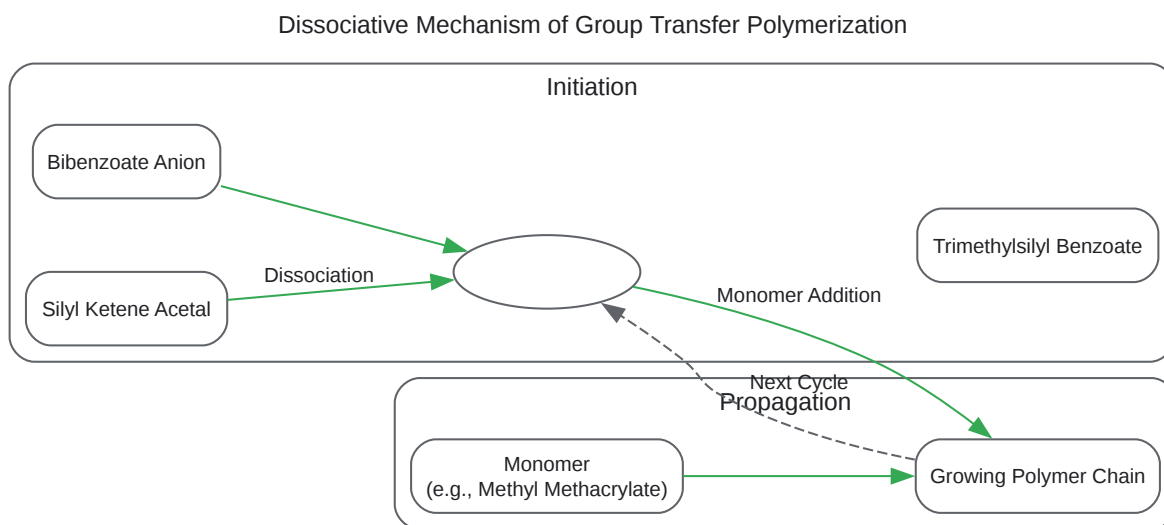 Dissociative Mechanism of Group Transfer Polymerization
Initiation
Bibenzoate Anion
Trimethylsilyl Benzoate
Dissociation
Silyl Ketene Acetal
Monomer Addition
Next Cycle
Propagation
Monomer
(e.g., Methyl Methacrylate)
Growing Polymer Chain